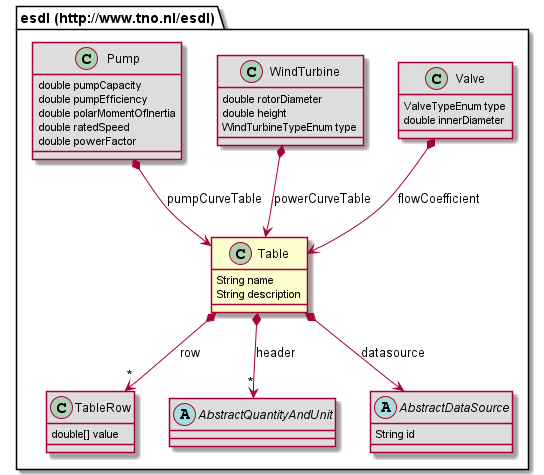 esdl (http://www.tno.nl/esdl)
C Pump
double pumpCapacity
double pumpEfficiency
double polarMomentOfInertia
double ratedSpeed
double powerFactor
C WindTurbine
double rotorDiameter
double height
WindTurbineTypeEnum type
C Valve
ValveTypeEnum type
double innerDiameter
pumpCurveTable
powerCurveTable
flowCoefficient
C Table
String name
String description
row
header
datasource
*
*
C TableRow
double[] value
A AbstractQuantityAndUnit
A AbstractDataSource
String id